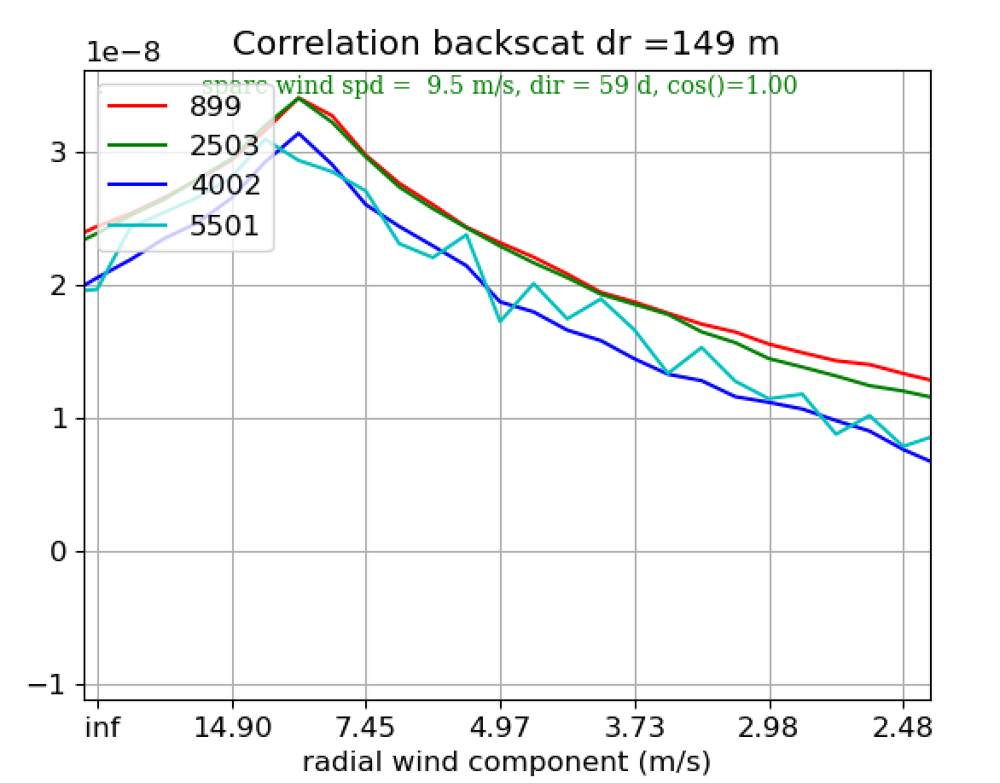 Correlation backscat dr =149 m
1e−8
sparc wind spd =  9.5 m/s, dir = 59 d, cos()=1.00
899
2503
4002
5501
3
2
1
0
−1
inf 14.90 7.45 4.97 3.73 2.98 2.48
radial wind component (m/s)